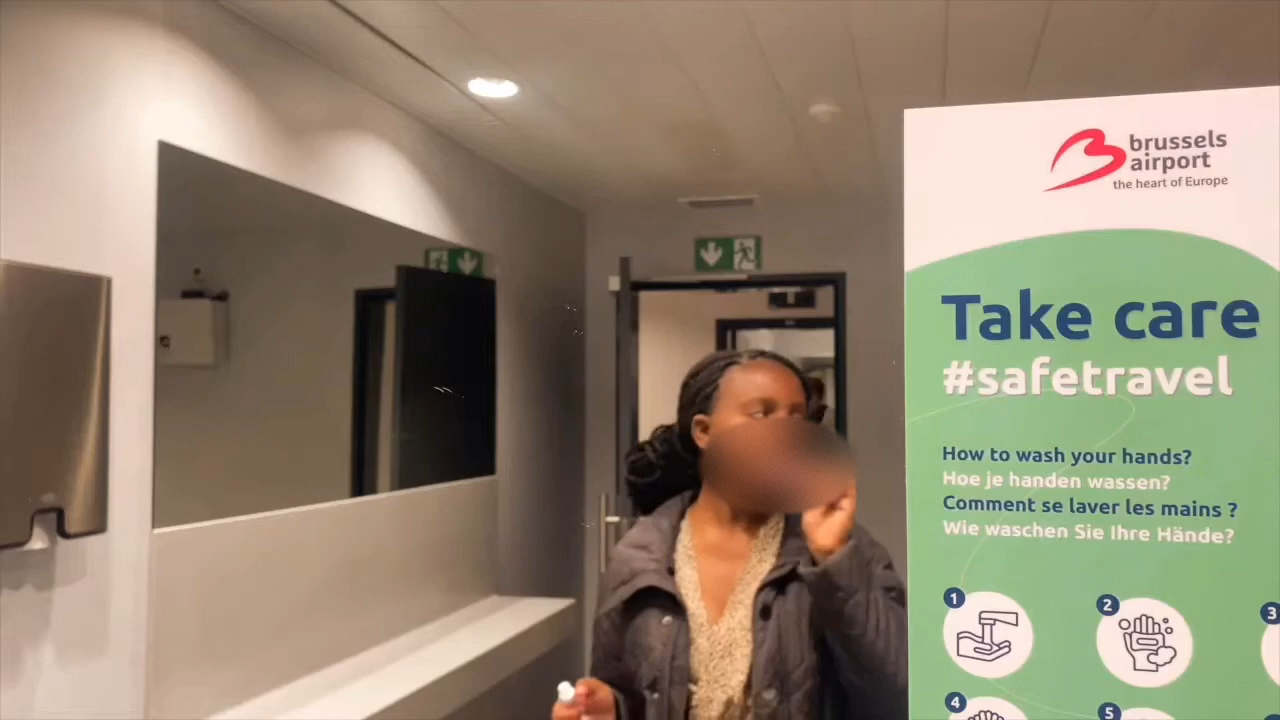 brussels
airport
the heart of Europe
Take care
#safetravel
How to wash your hands?
Hoe je handen wassen?
Comment se laver les mains ?
Wie waschen Sie Ihre Hände?
1
2
3
4
5